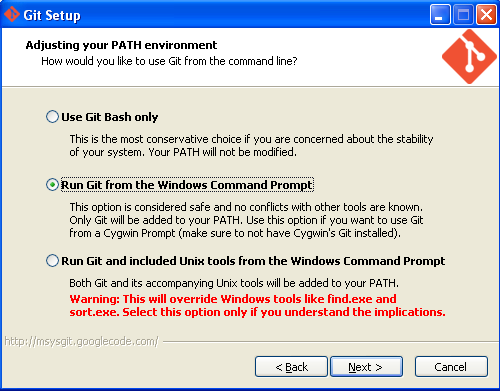 Git Setup
Adjusting your PATH environment
How would you like to use Git from the command line?
Use Git Bash only
This is the most conservative choice if you are concerned about the stability
of your system. Your PATH will not be modified.
Run Git from the Windows Command Prompt
This option is considered safe and no conflicts with other tools are known.
Only Git will be added to your PATH. Use this option if you want to use Git
from a Cygwin Prompt (make sure to not have Cygwin's Git installed).
Run Git and included Unix tools from the Windows Command Prompt
Both Git and its accompanying Unix tools will be added to your PATH.
Warning: This will override Windows tools like find.exe and
sort.exe. Select this option only if you understand the implications.
http://msysgit.googlecode.com/
< Back
Next >
Cancel